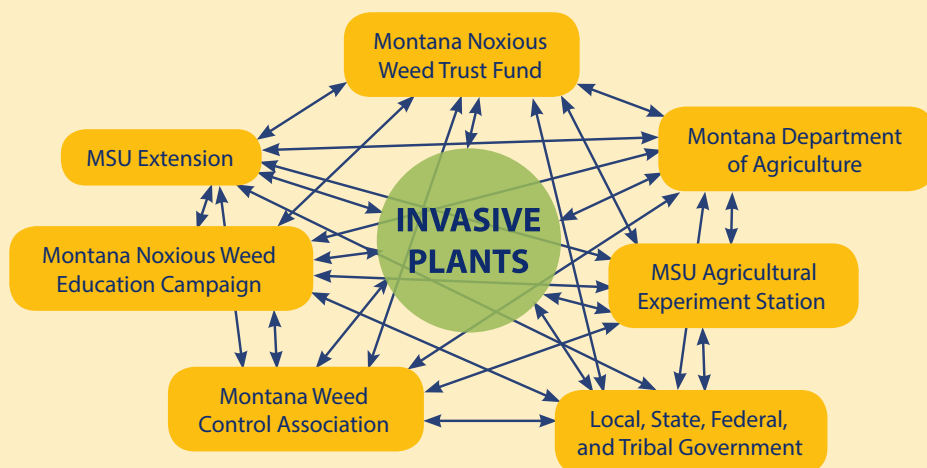 Montana Noxious
Weed Trust Fund
Montana Department
of Agriculture
MSU Extension
INVASIVE
PLANTS
Montana Noxious Weed
Education Campaign
MSU Agricultural
Experiment Station
Montana Weed
Control Association
Local, State, Federal,
and Tribal Government